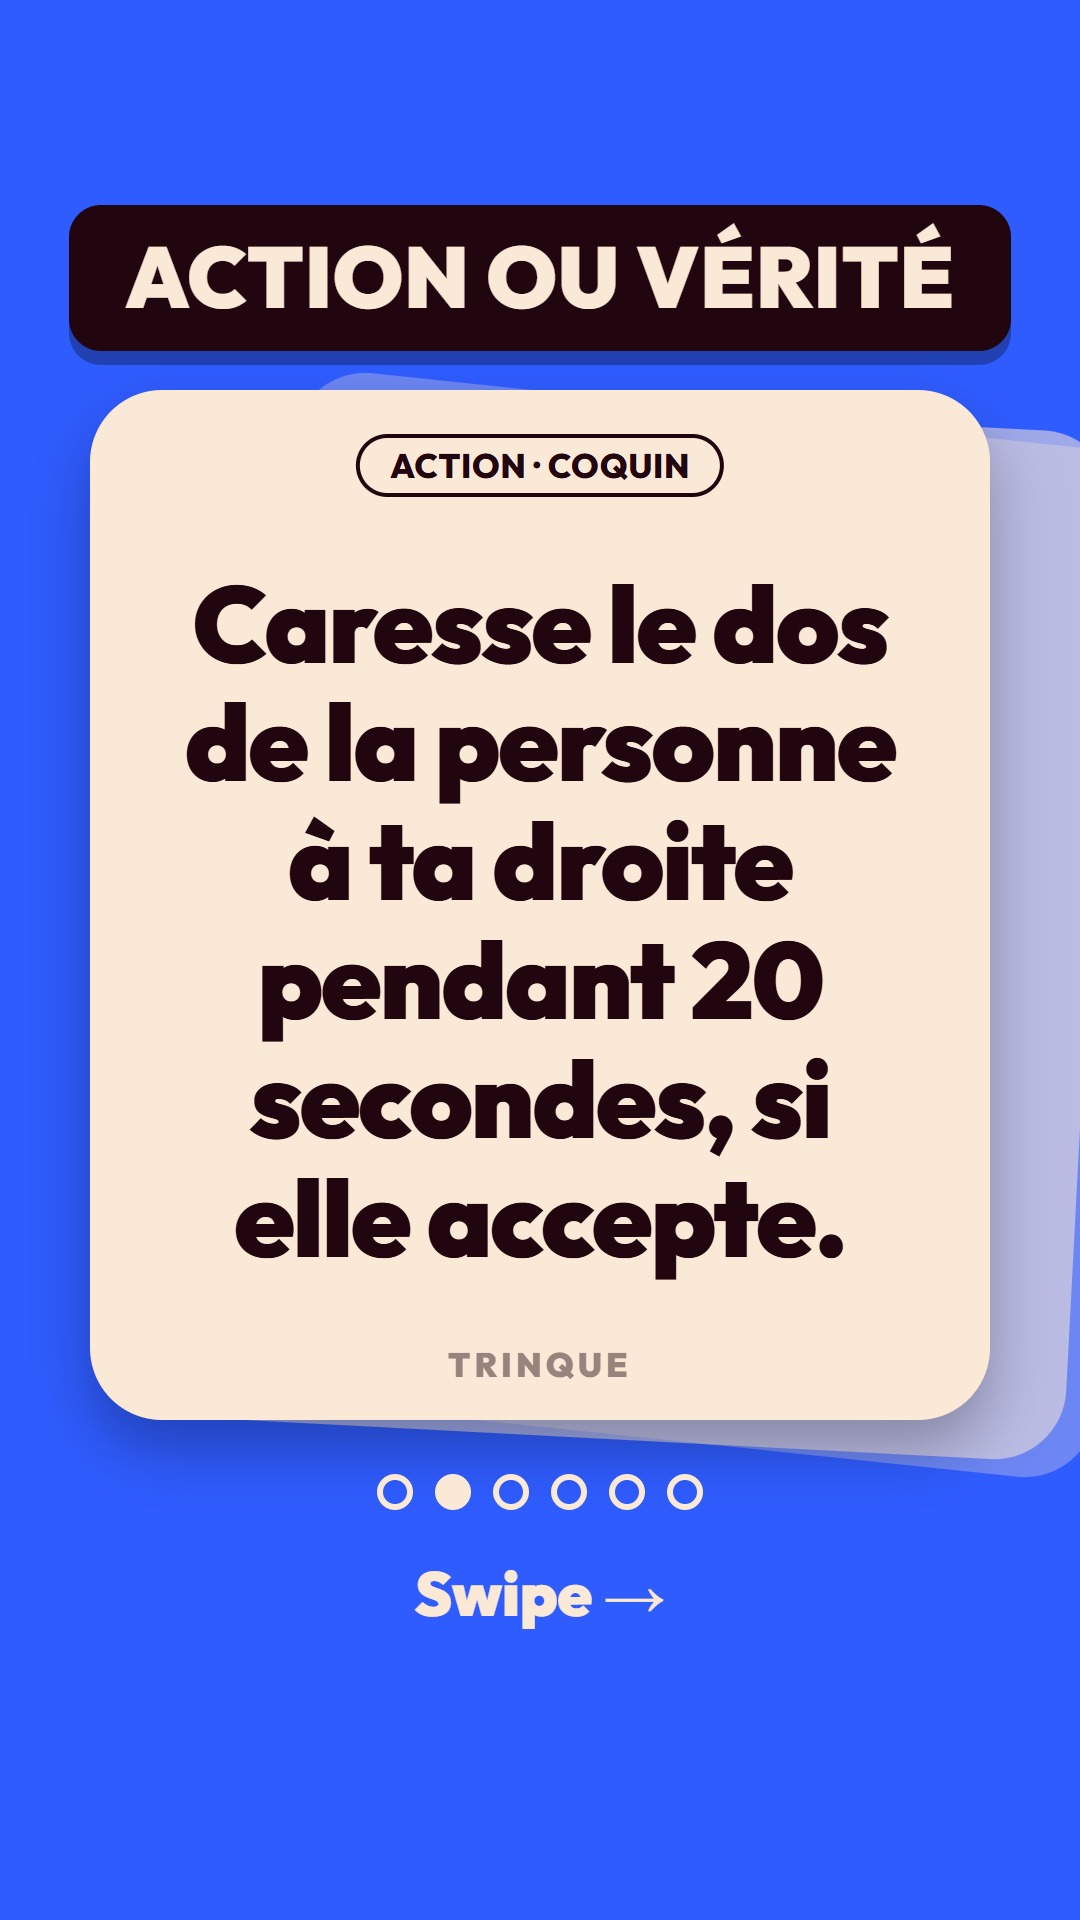 ACTION OU VÉRITÉ
ACTION · COQUIN
Caresse le dos
de la personne
à ta droite
pendant 20
secondes, si
elle accepte.
TRINQUE
Swipe →